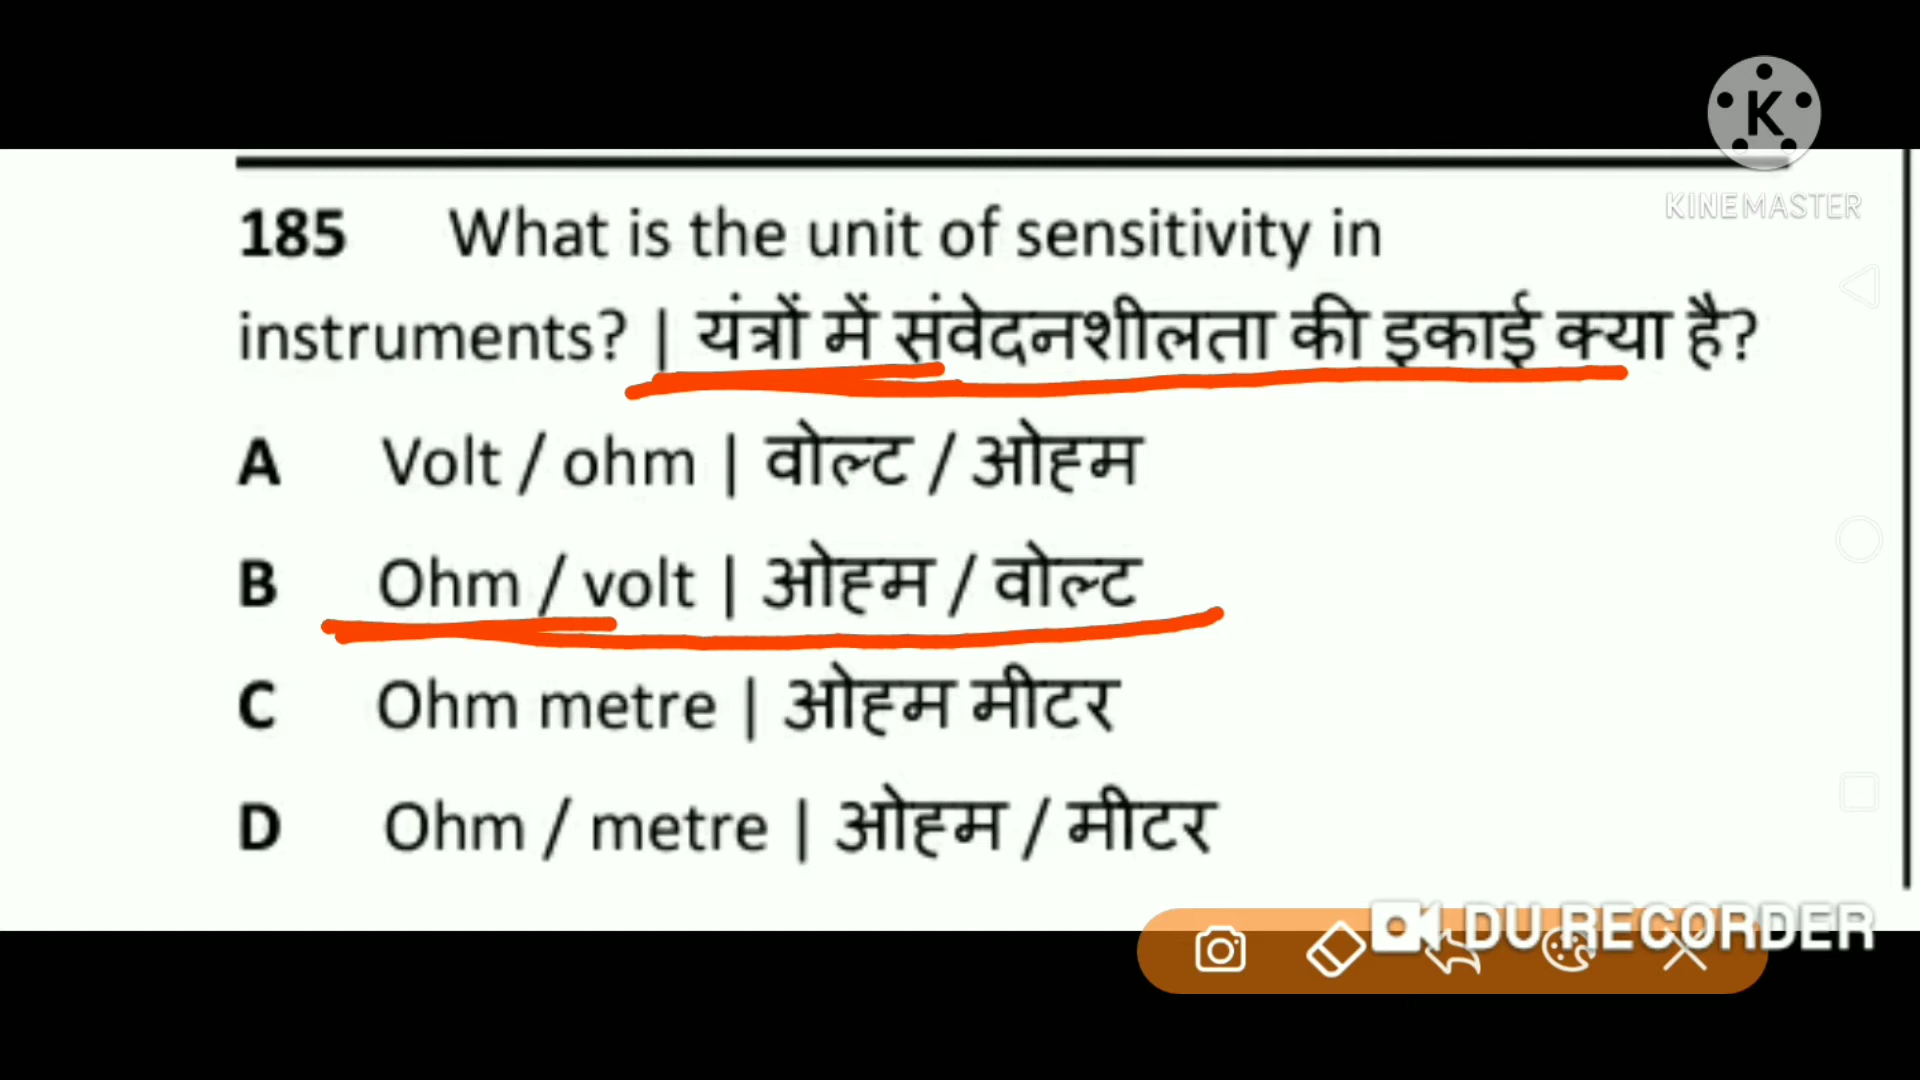 K
KINEMASTER
185 What is the unit of sensitivity in
instruments? | यंत्रों में संवेदनशीलता की इकाई क्या है?
A Volt / ohm | वोल्ट / ओह्म
B Ohm / volt | ओह्म / वोल्ट
C Ohm metre | ओह्म मीटर
D Ohm / metre | ओह्म / मीटर
DU RECORDER